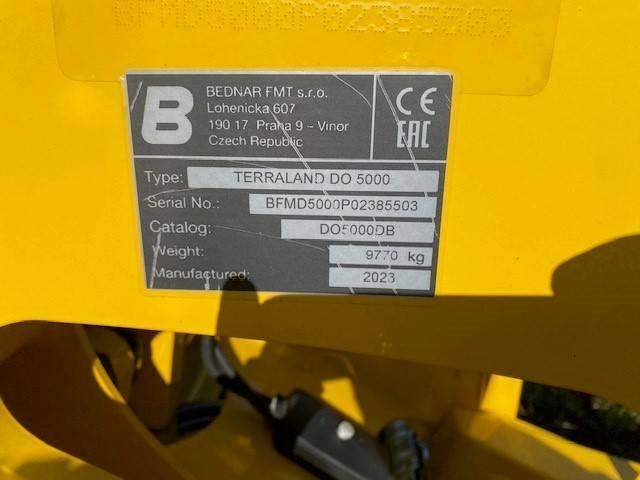 B
BEDNAR FMT s.r.o.
Lohenicka 607
190 17 Praha 9 – Vinor
Czech Republic
CE
EAC
Type: TERRALAND DO 5000
Serial No.: BFMD5000P02385503
Catalog: DO5000DB
Weight: 9770 kg
Manufactured: 2023